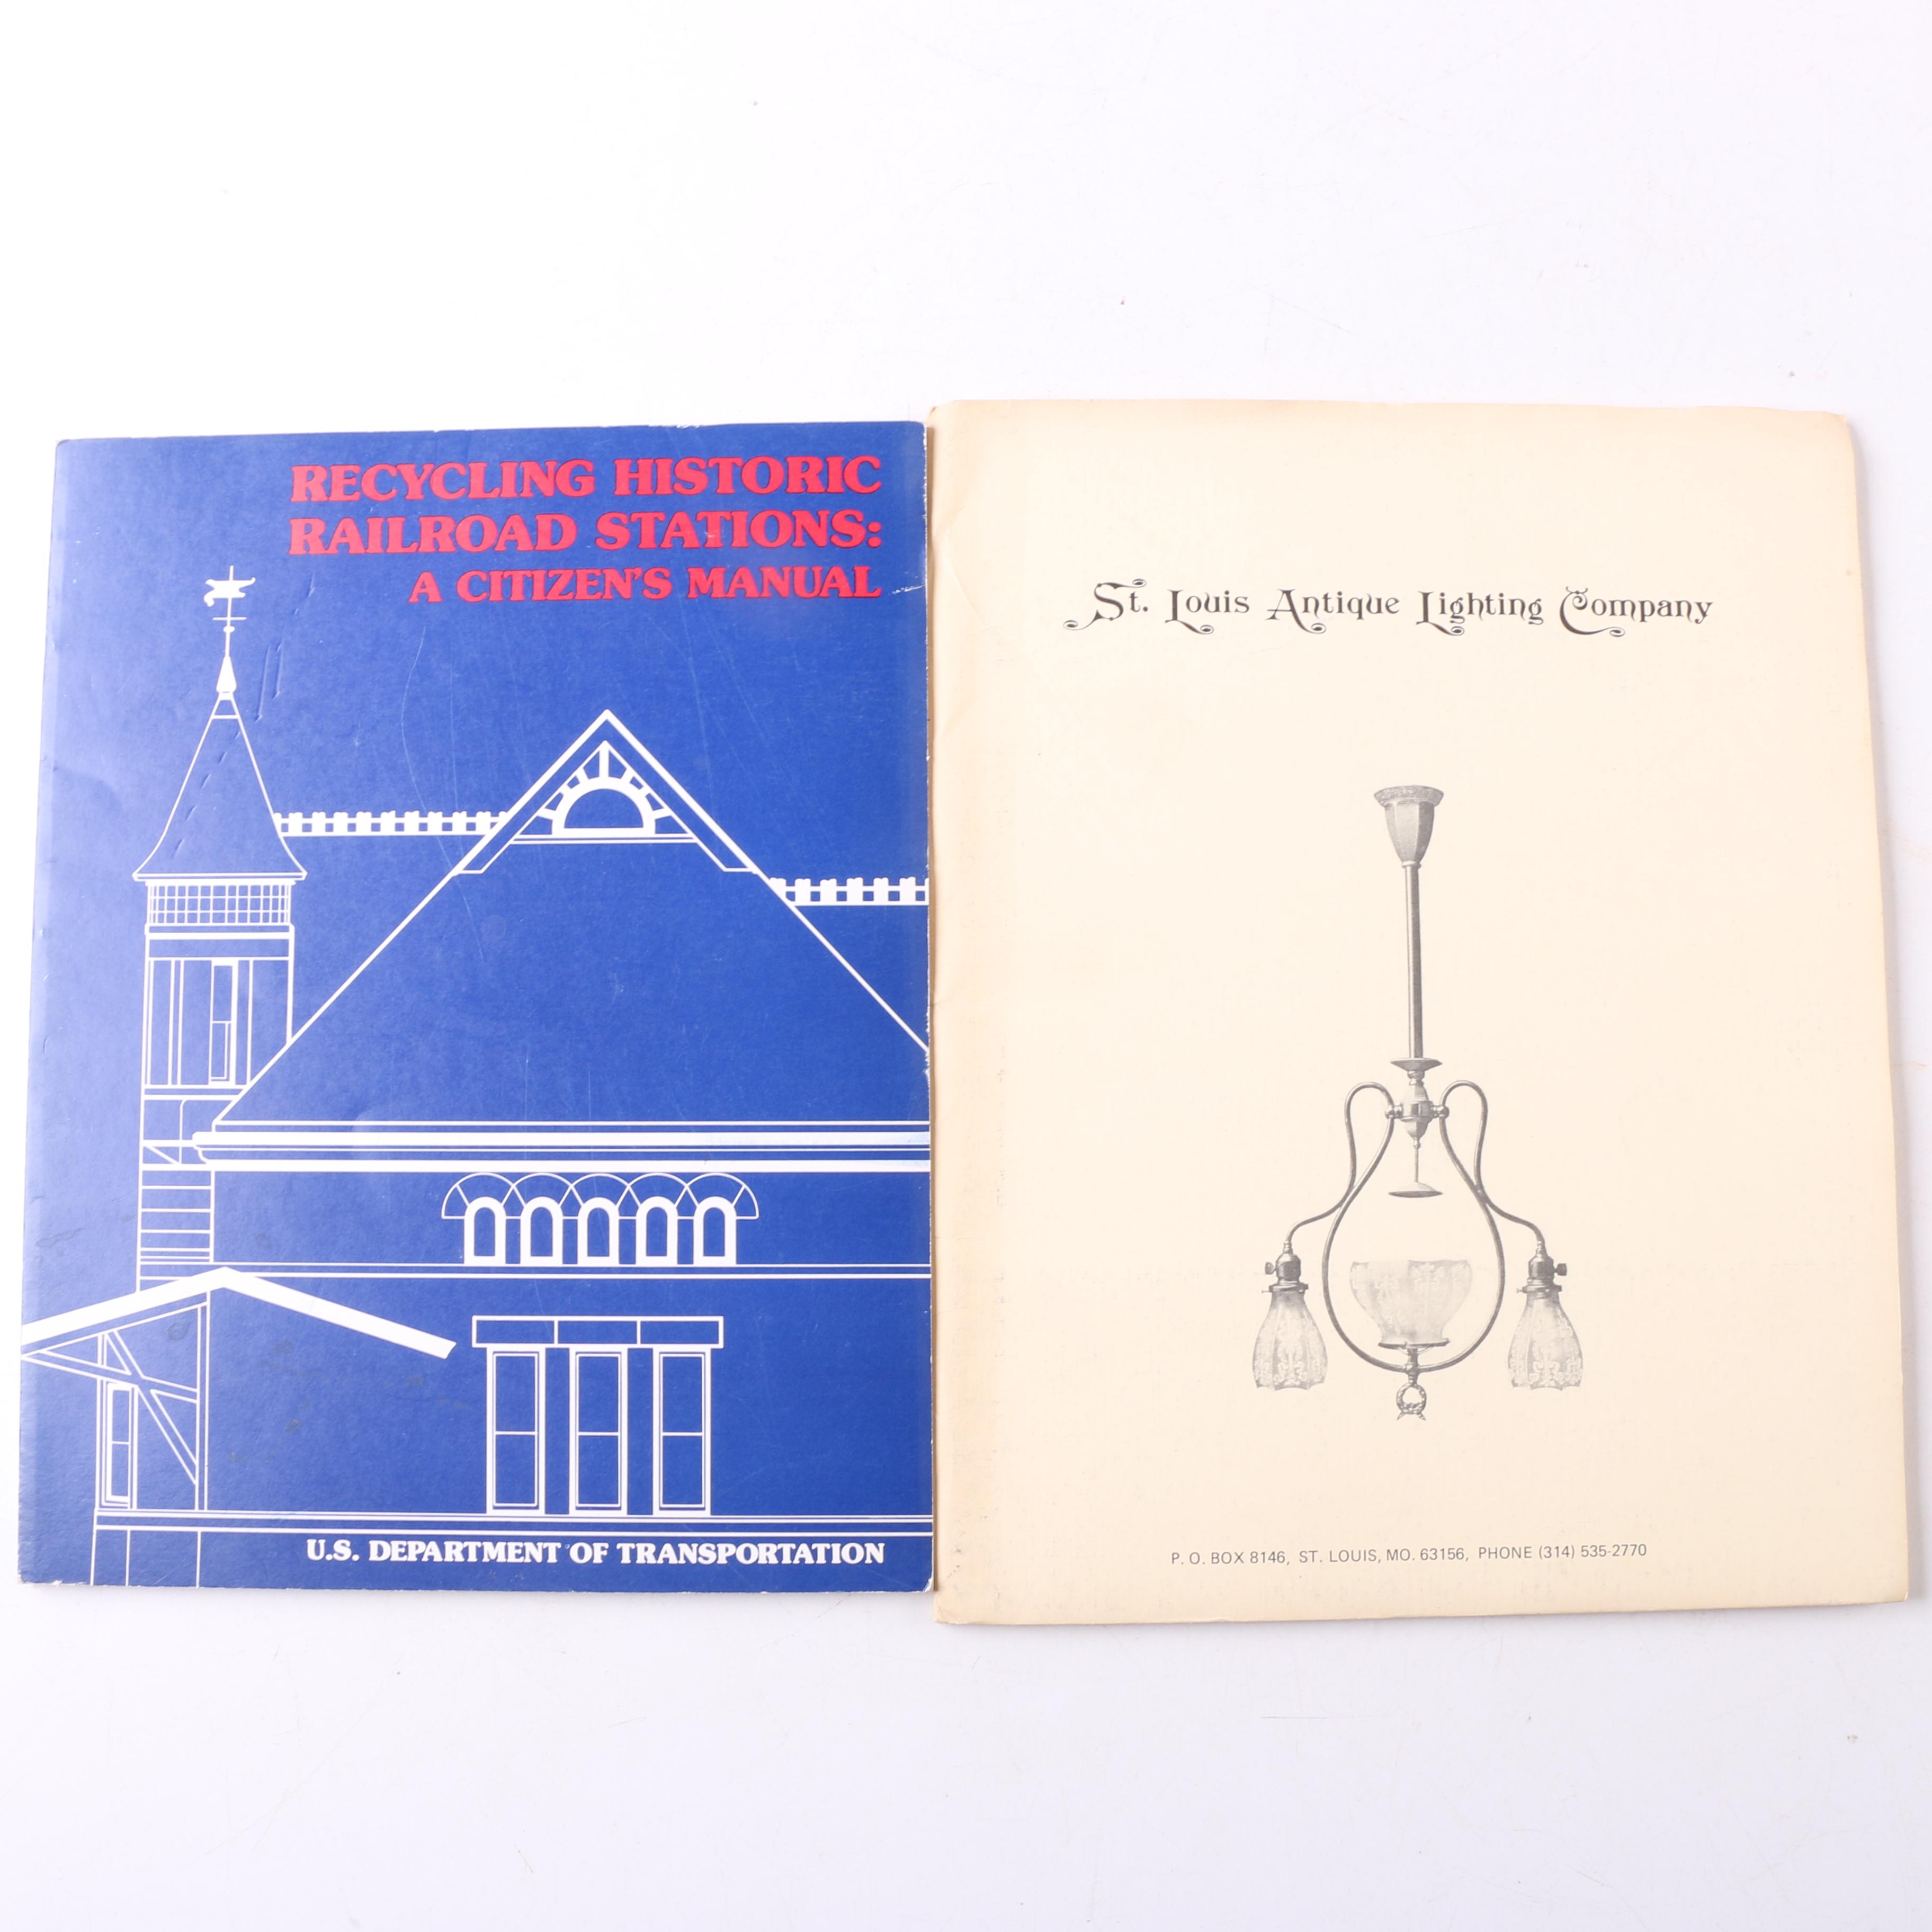 RECYCLING HISTORIC
RAILROAD STATIONS:
A CITIZEN'S MANUAL
U.S. DEPARTMENT OF TRANSPORTATION
St. Louis Antique Lighting Company
P. O. BOX 8146, ST. LOUIS, MO. 63156, PHONE (314) 535-2770